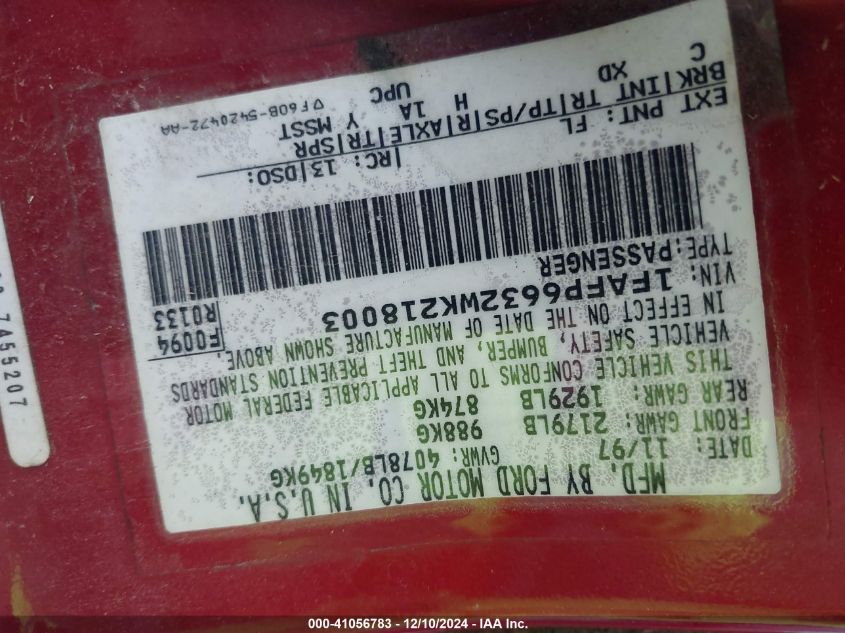 MFD. BY FORD MOTOR CO. IN U.S.A.
DATE: 11/97 GVWR: 4078LB/1849KG
FRONT GAWR: 2179LB 988KG
REAR GAWR: 1929LB 874KG
THIS VEHICLE CONFORMS TO ALL APPLICABLE FEDERAL MOTOR
VEHICLE SAFETY, BUMPER, AND THEFT PREVENTION STANDARDS
IN EFFECT ON THE DATE OF MANUFACTURE SHOWN ABOVE.
VIN: 1FAFP6632WK218003
TYPE: PASSENGER
F0094
R0133
EXT PNT: FL RC: 13 DSO:
BRK INT TR TP/PS R AXLE TR SPR
C XD H 1A Y MSST
UPC
▽F60B-5420472-AA
7455207
000-41056783 - 12/10/2024 - IAA Inc.